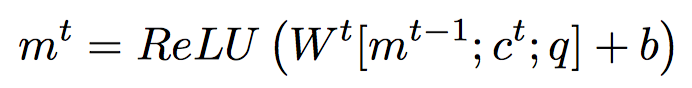 m^t = ReLU (W^t[m^{t-1}; c^t; q] + b)